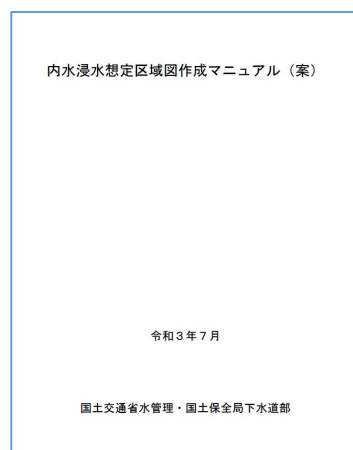 内水浸水想定区域図作成マニュアル（案）
令和３年７月
国土交通省水管理・国土保全局下水道部